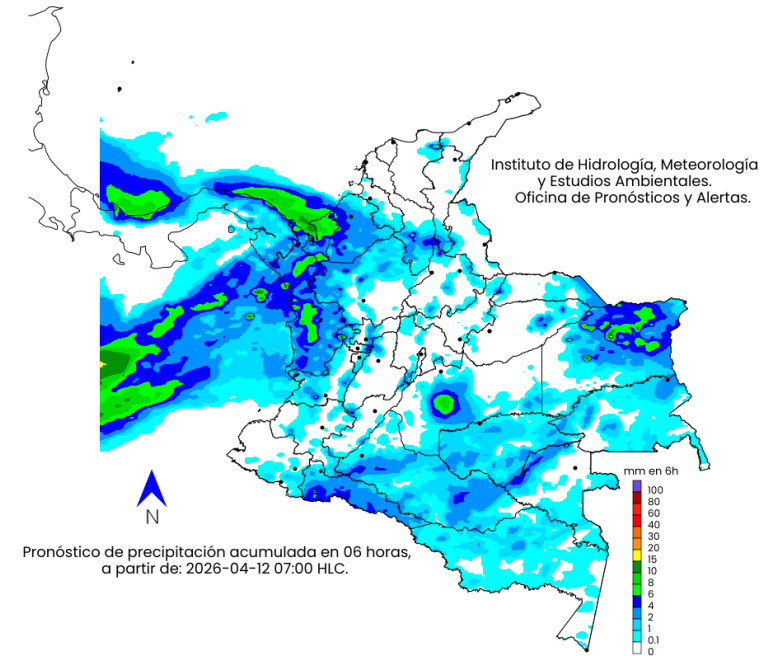 Instituto de Hidrología, Meteorología
y Estudios Ambientales.
Oficina de Pronósticos y Alertas.
mm en 6h
100
80
60
40
30
20
15
10
8
6
4
2
1
0.1
0
N
Pronóstico de precipitación acumulada en 06 horas,
a partir de: 2026-04-12 07:00 HLC.